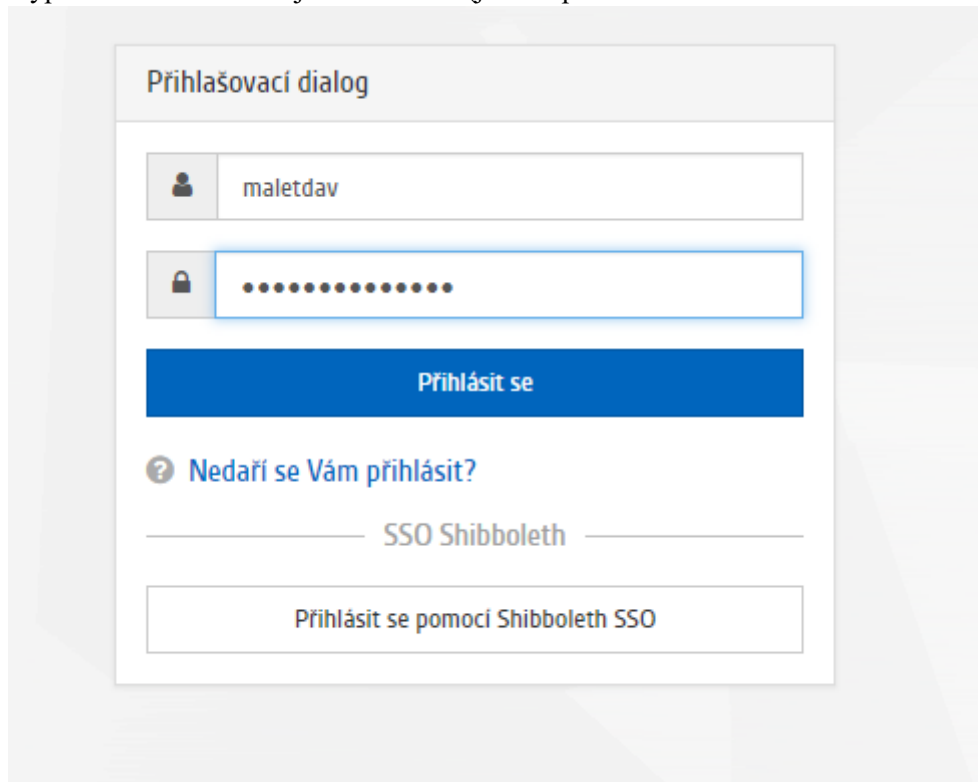 Přihlašovací dialog
maletdav
••••••••••••••
Přihlásit se
Nedaří se Vám přihlásit?
SSO Shibboleth
Přihlásit se pomocí Shibboleth SSO